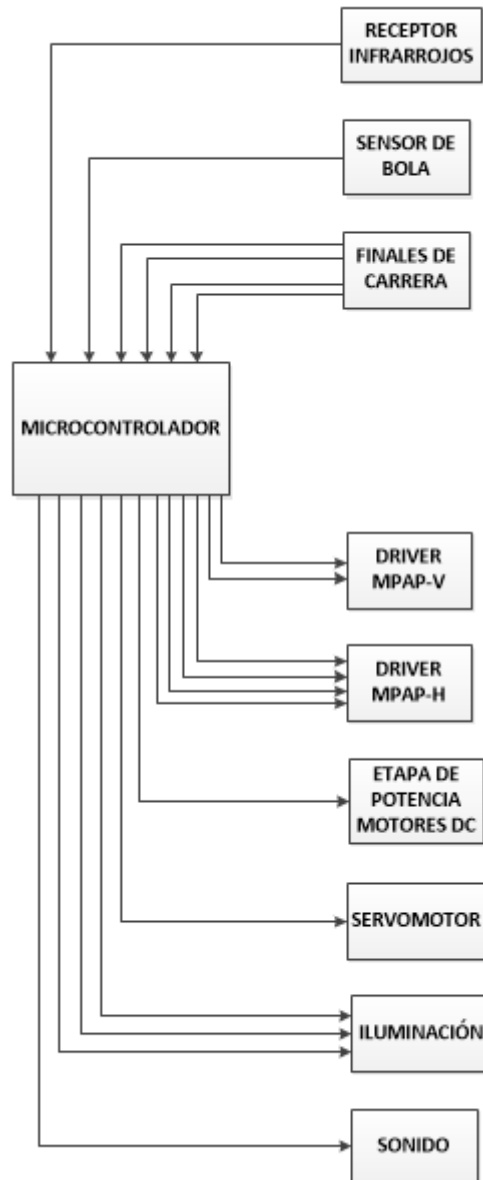 RECEPTOR
INFRARROJOS
SENSOR DE
BOLA
FINALES DE
CARRERA
MICROCONTROLADOR
DRIVER
MPAP-V
DRIVER
MPAP-H
ETAPA DE
POTENCIA
MOTORES DC
SERVOMOTOR
ILUMINACIÓN
SONIDO